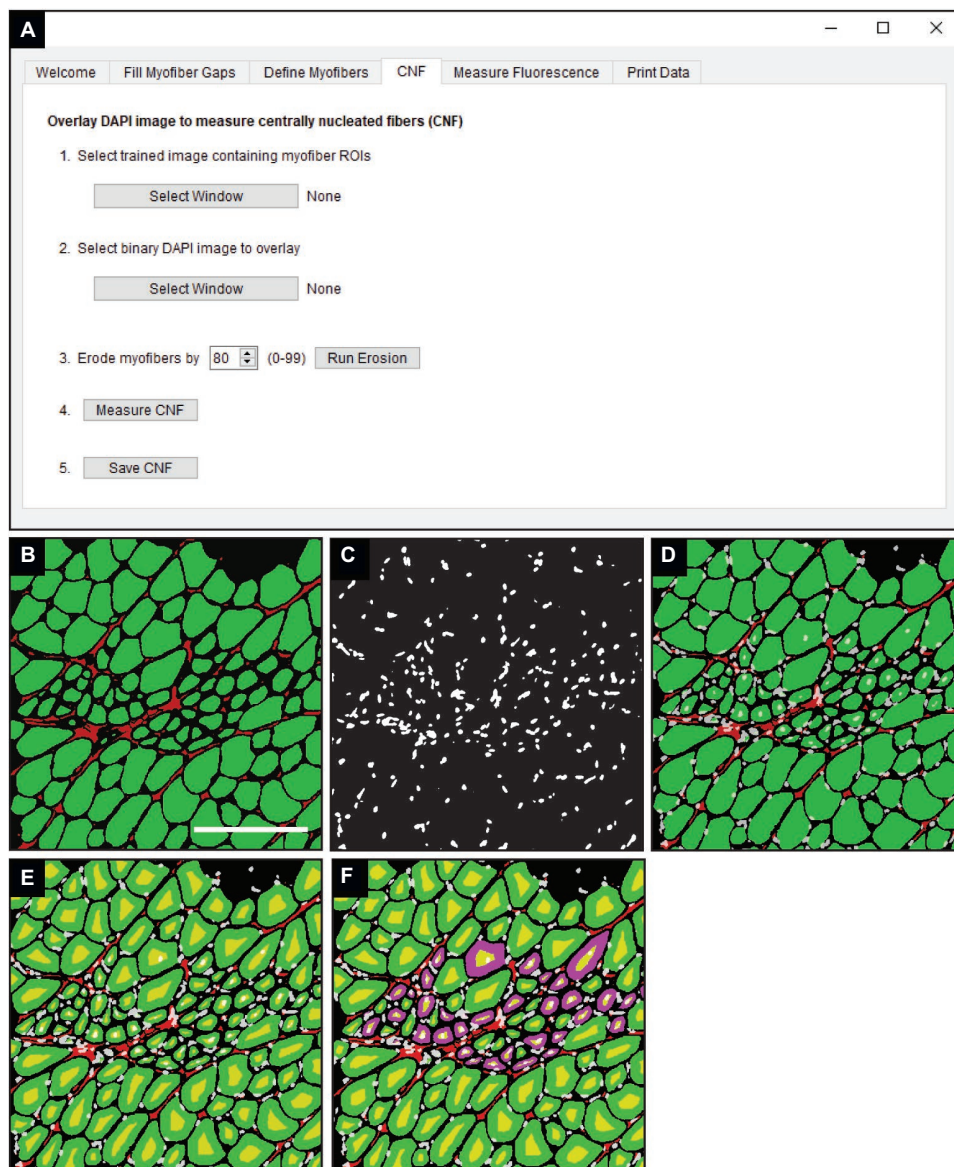 A
Welcome Fill Myofiber Gaps Define Myofibers CNF Measure Fluorescence Print Data
Overlay DAPI image to measure centrally nucleated fibers (CNF)
1. Select trained image containing myofiber ROIs
Select Window None
2. Select binary DAPI image to overlay
Select Window None
3. Erode myofibers by 80 (0-99) Run Erosion
4. Measure CNF
5. Save CNF
B C D
E F